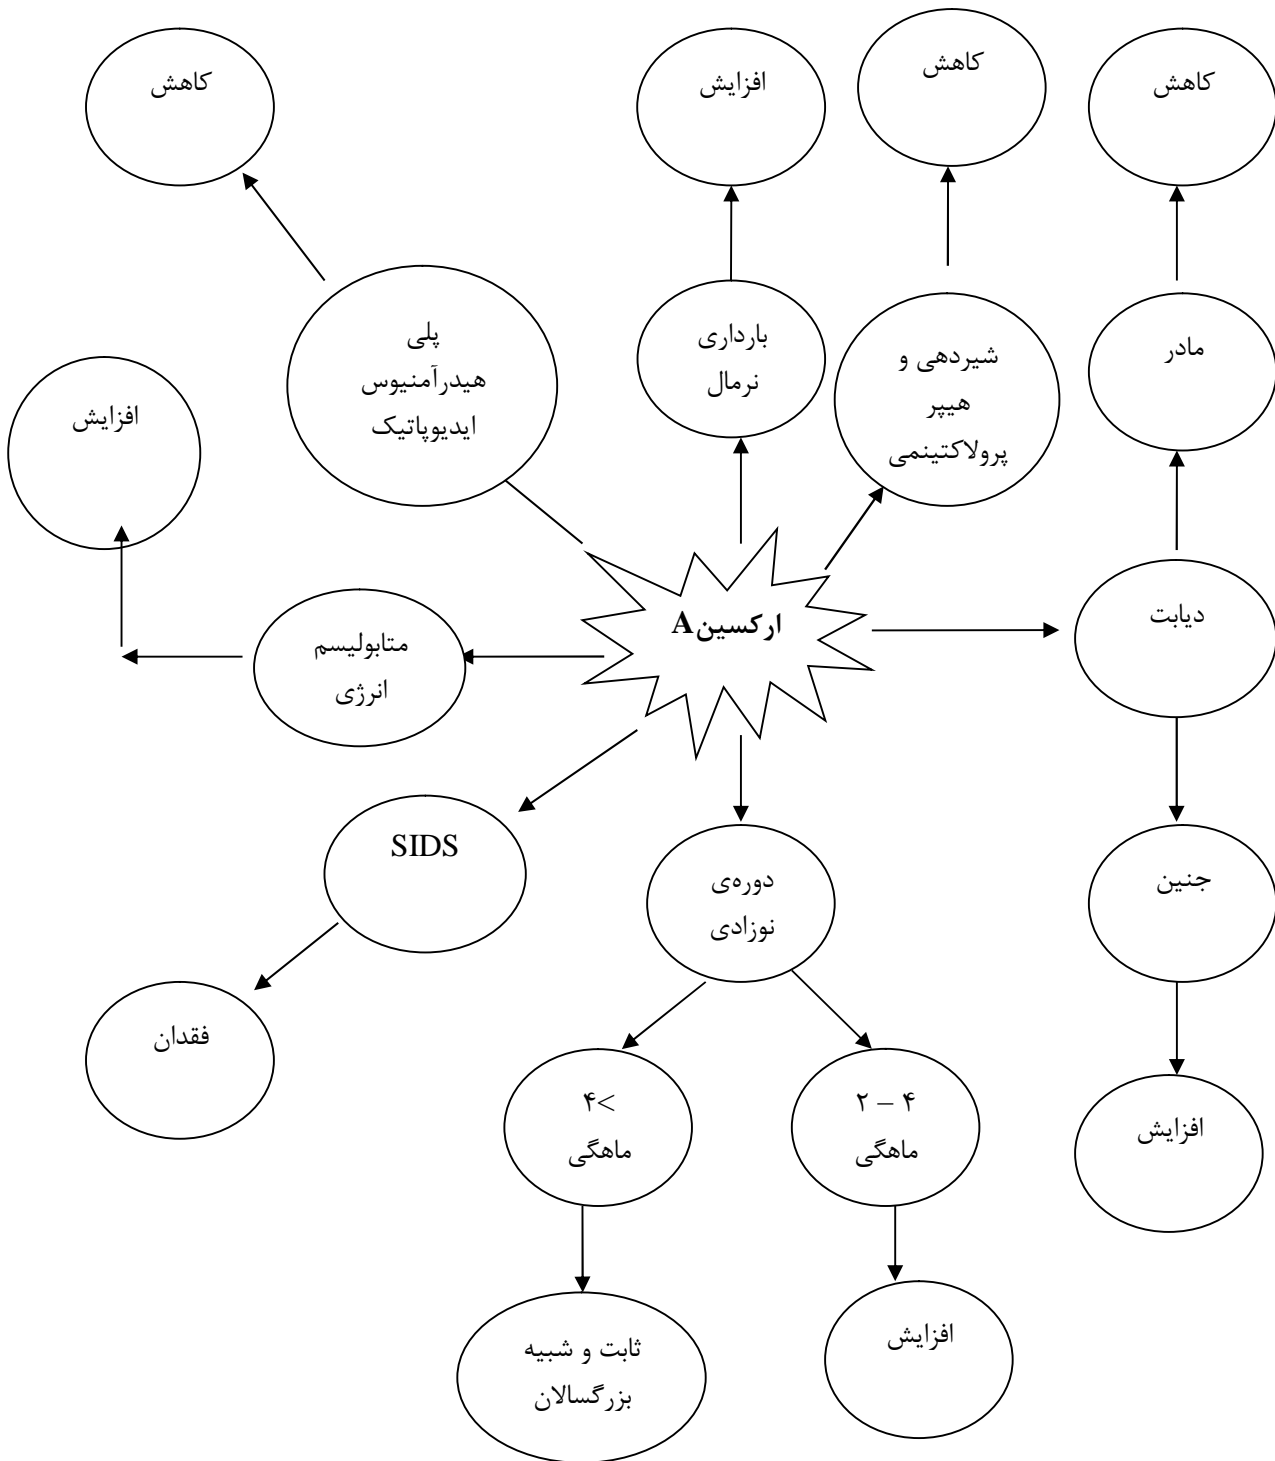 کاهش
افزایش
کاهش
کاهش
پلی
هیدرآمنیوس
ایدیوپاتیک
بارداری
نرمال
شیردهی و
هیپر
پرولاکتینمی
مادر
افزایش
ارکسین A
دیابت
متابولیسم
انرژی
SIDS
دوره‌ی
نوزادی
جنین
فقدان
۴<
ماهگی
۲ – ۴
ماهگی
افزایش
ثابت و شبیه
بزرگسالان
افزایش